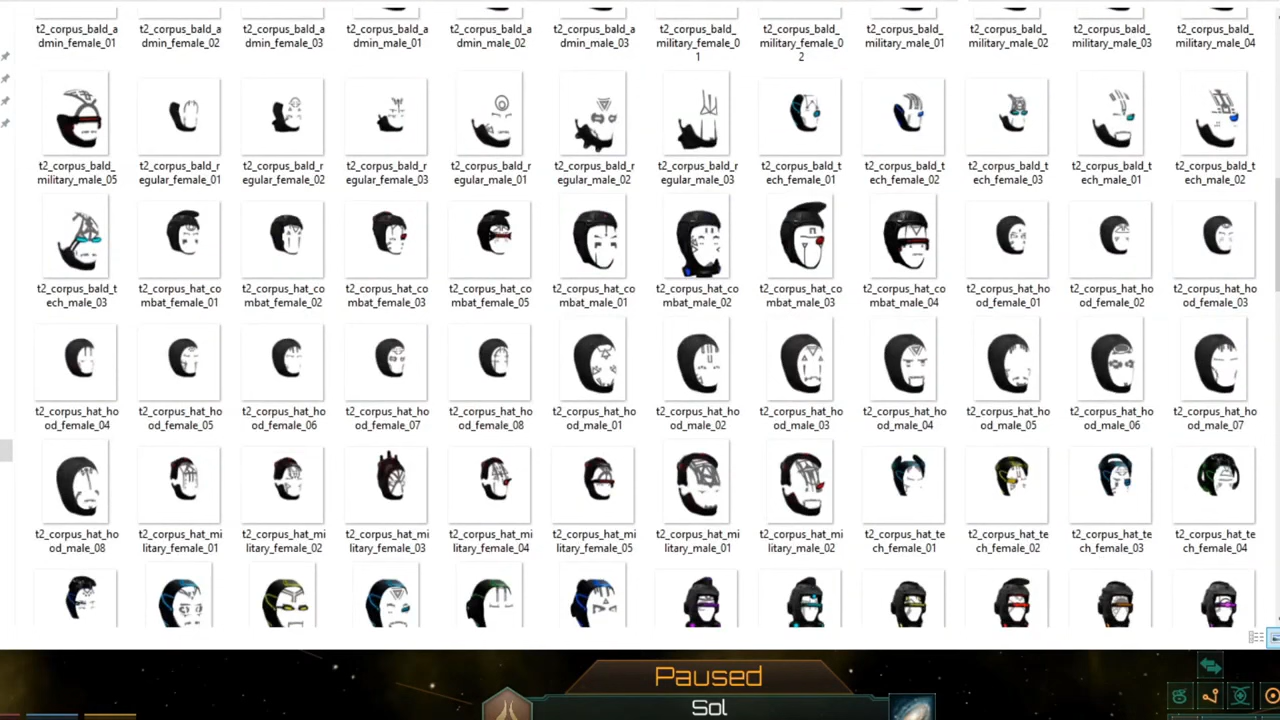 t2_corpus_bald_a t2_corpus_bald_a t2_corpus_bald_a t2_corpus_bald_a t2_corpus_bald_a t2_corpus_bald_a t2_corpus_bald_ t2_corpus_bald_ t2_corpus_bald_ t2_corpus_bald_ t2_corpus_bald_ t2_corpus_bald_
dmin_female_01 dmin_female_02 dmin_female_03 dmin_male_01 dmin_male_02 dmin_male_03 military_female_0 military_female_0 military_male_01 military_male_02 military_male_03 military_male_04
1 2
t2_corpus_bald_ t2_corpus_bald_r t2_corpus_bald_r t2_corpus_bald_r t2_corpus_bald_r t2_corpus_bald_r t2_corpus_bald_r t2_corpus_bald_t t2_corpus_bald_t t2_corpus_bald_t t2_corpus_bald_t t2_corpus_bald_t
military_male_05 egular_female_01 egular_female_02 egular_female_03 egular_male_01 egular_male_02 egular_male_03 ech_female_01 ech_female_02 ech_female_03 ech_male_01 ech_male_02
t2_corpus_bald_t t2_corpus_hat_co t2_corpus_hat_co t2_corpus_hat_co t2_corpus_hat_co t2_corpus_hat_co t2_corpus_hat_co t2_corpus_hat_co t2_corpus_hat_co t2_corpus_hat_ho t2_corpus_hat_ho t2_corpus_hat_ho
ech_male_03 mbat_female_01 mbat_female_02 mbat_female_03 mbat_female_05 mbat_male_01 mbat_male_02 mbat_male_03 mbat_male_04 od_female_01 od_female_02 od_female_03
t2_corpus_hat_ho t2_corpus_hat_ho t2_corpus_hat_ho t2_corpus_hat_ho t2_corpus_hat_ho t2_corpus_hat_ho t2_corpus_hat_ho t2_corpus_hat_ho t2_corpus_hat_ho t2_corpus_hat_ho t2_corpus_hat_ho t2_corpus_hat_ho
od_female_04 od_female_05 od_female_06 od_female_07 od_female_08 od_male_01 od_male_02 od_male_03 od_male_04 od_male_05 od_male_06 od_male_07
t2_corpus_hat_ho t2_corpus_hat_mi t2_corpus_hat_mi t2_corpus_hat_mi t2_corpus_hat_mi t2_corpus_hat_mi t2_corpus_hat_mi t2_corpus_hat_mi t2_corpus_hat_te t2_corpus_hat_te t2_corpus_hat_te t2_corpus_hat_te
od_male_08 litary_female_01 litary_female_02 litary_female_03 litary_female_04 litary_female_05 litary_male_01 litary_male_02 ch_female_01 ch_female_02 ch_female_03 ch_female_04
Paused
Sol